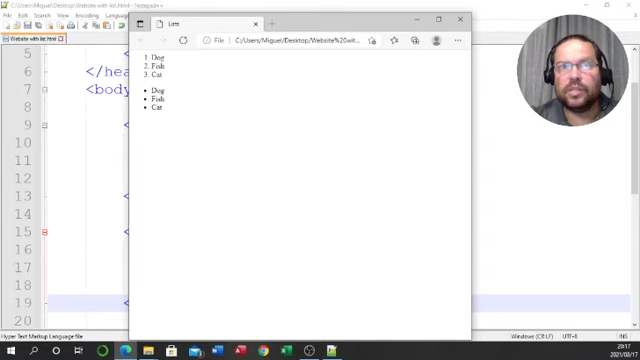 C:\Users\Miguel\Desktop\Website with list.html - Notepad++
File Edit Search View Encoding
Website with list.html
Lists
File | C:/Users/Miguel/Desktop/Website%20wit...
1. Dog
2. Fish
3. Cat
• Dog
• Fish
• Cat
5 <
6 </hea
7 <body
8
9 <
10
11
12
13 <
14
15 <
16
17
18
19 <
20
Hyper Text Markup Language file
Windows (CR LF)
UTF-8
INS
20:17
2021/08/17